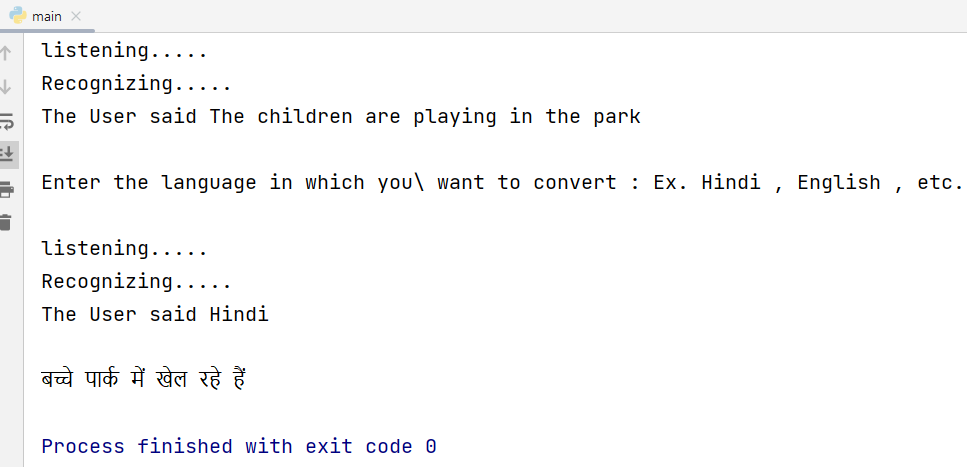 main
listening.....
Recognizing.....
The User said The children are playing in the park
Enter the language in which you\ want to convert : Ex. Hindi , English , etc.
listening.....
Recognizing.....
The User said Hindi
बच्चे पार्क में खेल रहे हैं
Process finished with exit code 0